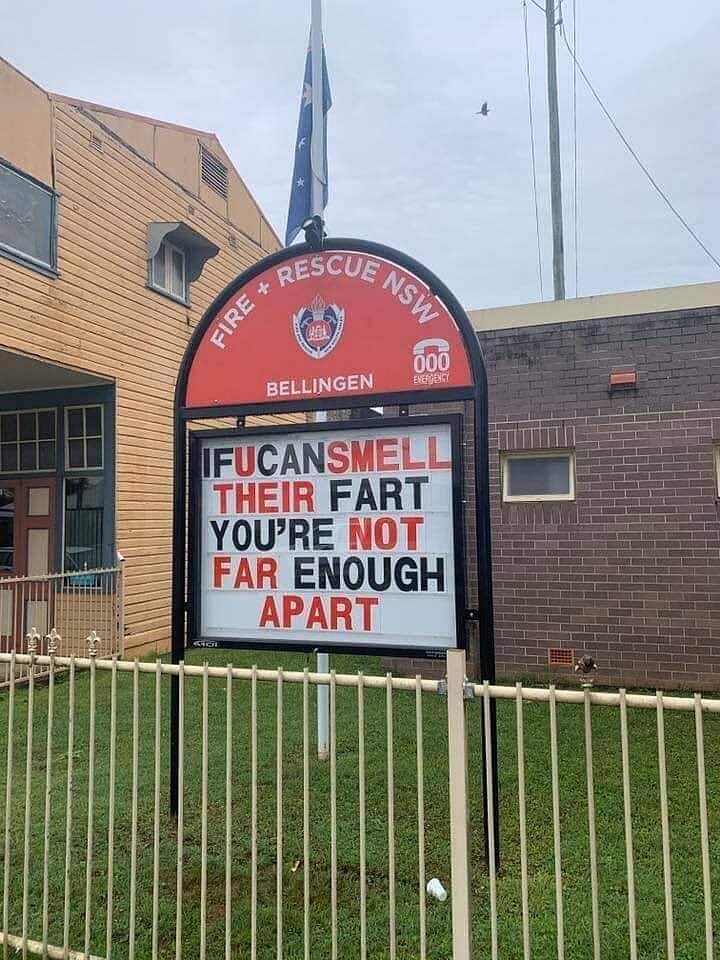 FIRE + RESCUE NSW
000
EMERGENCY
BELLINGEN
IFUCANSMELL
THEIR FART
YOU'RE NOT
FAR ENOUGH
APART